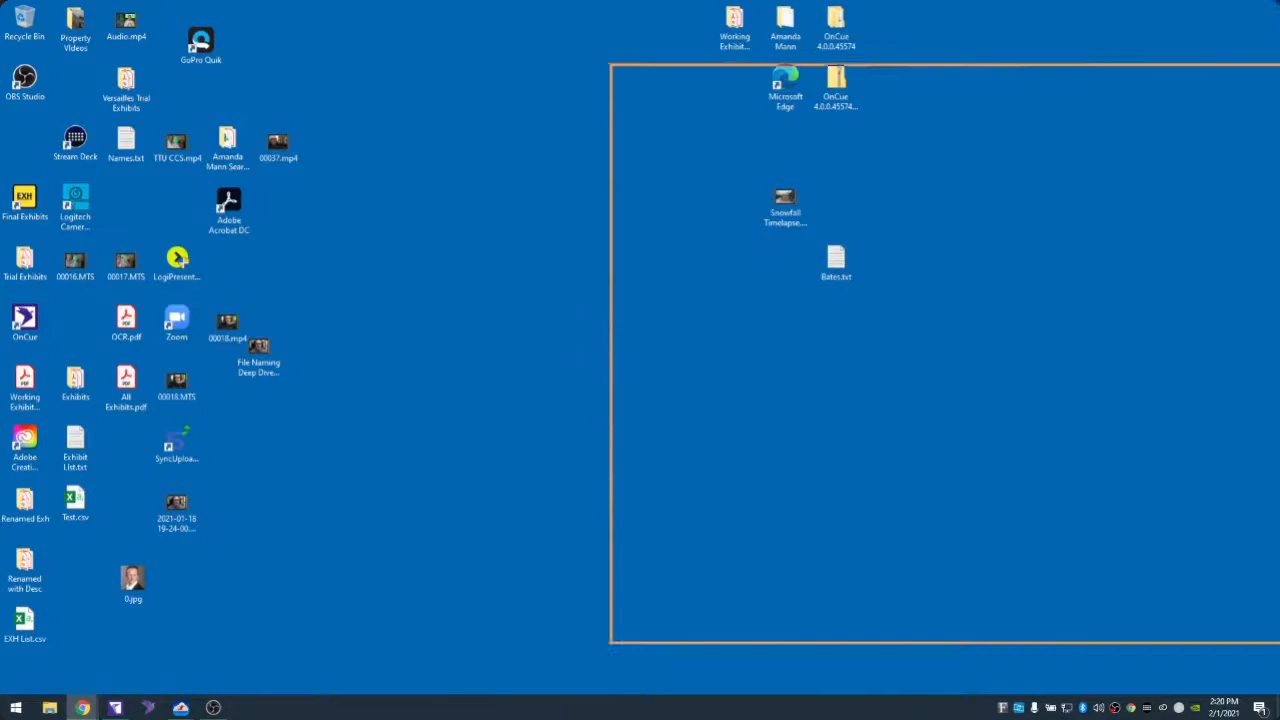 Recycle Bin
Property
Videos
Audio.mp4
GoPro Quik
Working
Exhibit...
Amanda
Mann
OnCue
4.0.0.45574
OBS Studio
Versailles Trial
Exhibits
Microsoft
Edge
OnCue
4.0.0.45574...
Stream Deck
Names.txt
TTU CCS.mp4
Amanda
Mann Sear...
00037.mp4
EXH
Final Exhibits
Logitech
Camer...
Adobe
Acrobat DC
Snowfall
Timelapse....
Trial Exhibits
00016.MTS
00017.MTS
LogiPresent...
Bates.txt
OnCue
PDF
OCR.pdf
Zoom
00018.mp4
File Naming
Deep Dive...
Working
Exhibit...
Exhibits
PDF
All
Exhibits.pdf
00018.MTS
Adobe
Creati...
Exhibit
List.txt
SyncUploa...
Renamed Exh
Test.csv
2021-01-18
19-24-00....
Renamed
with Desc
0.jpg
EXH List.csv
2:20 PM
2/1/2021